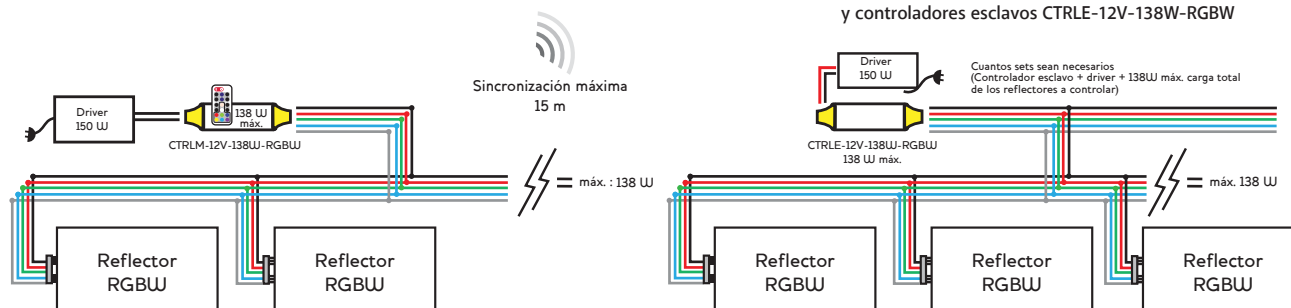 y controladores esclavos CTRLE-12V-138W-RGBW
Driver
150 W
138 W
máx.
CTRLM-12V-138W-RGBW
Sincronización máxima
15 m
máx. : 138 W
Reflector
RGBW
Reflector
RGBW
Driver
150 W
Cuantos sets sean necesarios
(Controlador esclavo + driver + 138W máx. carga total
de los reflectores a controlar)
CTRLE-12V-138W-RGBW
138 W máx.
máx. 138 W
Reflector
RGBW
Reflector
RGBW
Reflector
RGBW